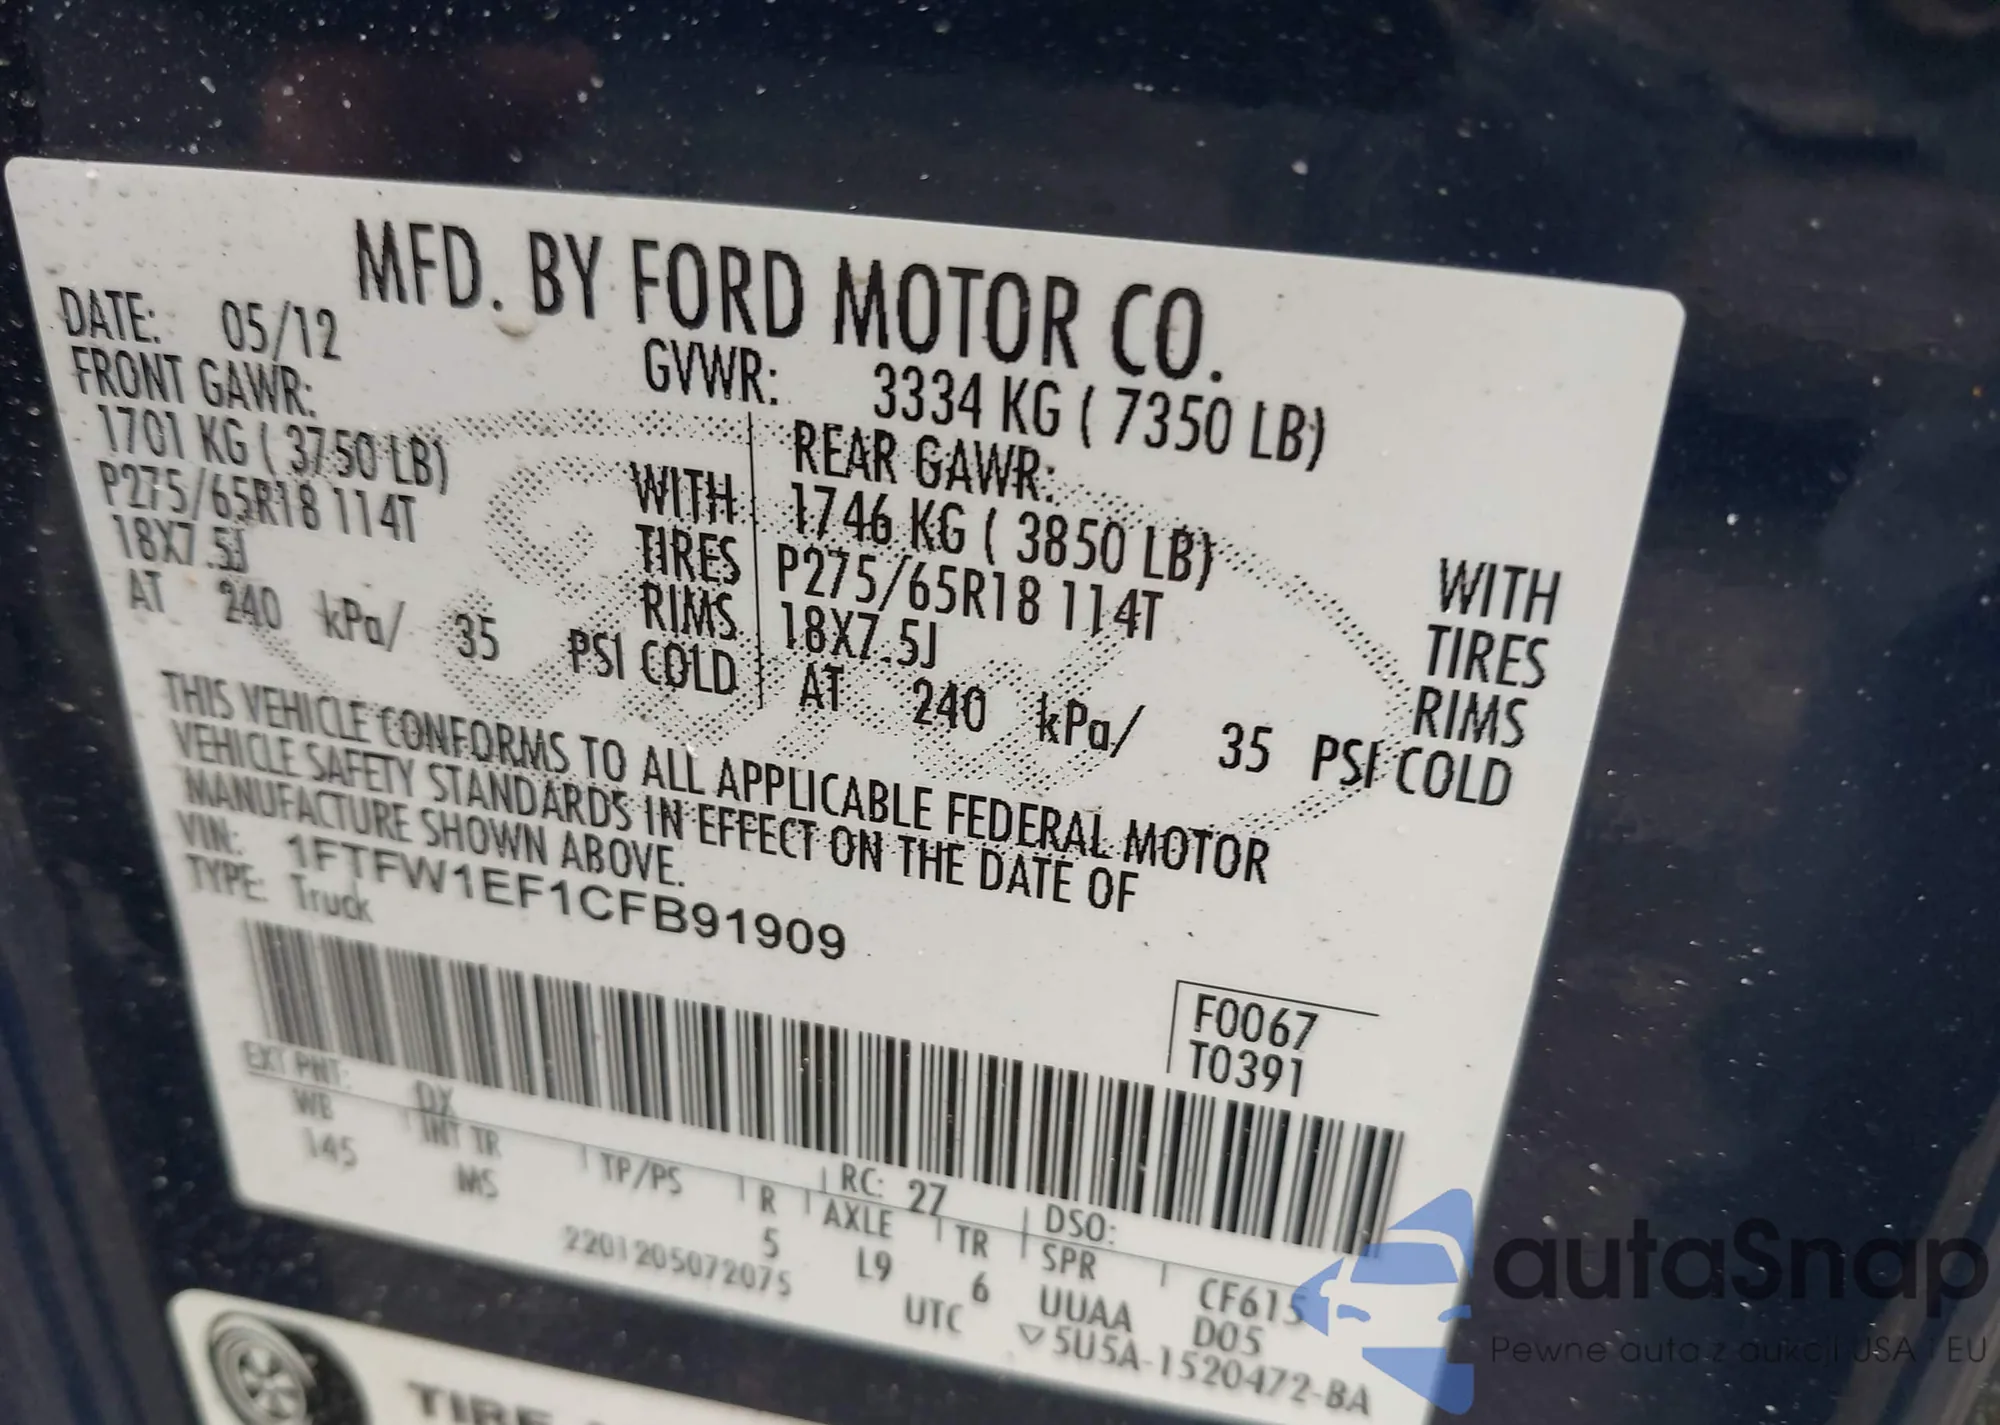 MFD. BY FORD MOTOR CO.
DATE: 05/12 GVWR: 3334 KG ( 7350 LB)
FRONT GAWR: REAR GAWR:
1701 KG ( 3750 LB) WITH 1746 KG ( 3850 LB) WITH
P275/65R18 114T TIRES P275/65R18 114T TIRES
18X7.5J RIMS 18X7.5J RIMS
AT 240 kPa/ 35 PSI COLD AT 240 kPa/ 35 PSI COLD
THIS VEHICLE CONFORMS TO ALL APPLICABLE FEDERAL MOTOR
VEHICLE SAFETY STANDARDS IN EFFECT ON THE DATE OF
MANUFACTURE SHOWN ABOVE.
VIN: 1FTFW1EF1CFB91909
TYPE: Truck
F0067
T0391
EXT PNT: DX RC: 27 DSO:
WB INT TR TP/PS R AXLE TR SPR CF615
145 MS 5 L9 6 UUAA D05
2201205072075 UTC ▽5U5A-1520472-BA
TIRE
autaSnap
Pewne auta z aukcji USA i EU